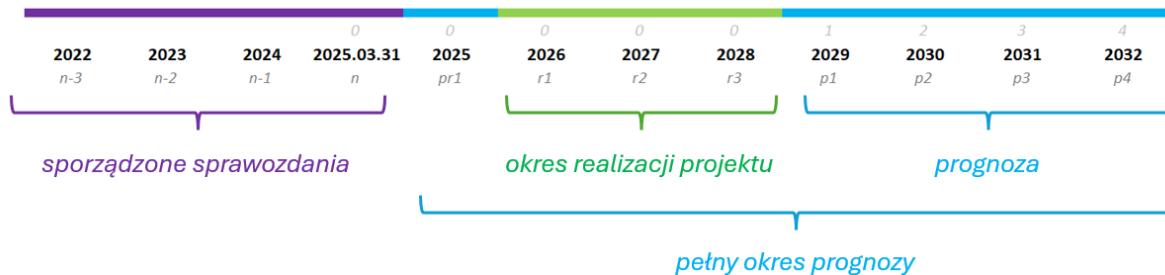 0 0 0 0 0 1 2 3 4
2022 2023 2024 2025.03.31 2025 2026 2027 2028 2029 2030 2031 2032
n-3 n-2 n-1 n pr1 r1 r2 r3 p1 p2 p3 p4
sporządzone sprawozdania okres realizacji projektu prognoza
pełny okres prognozy